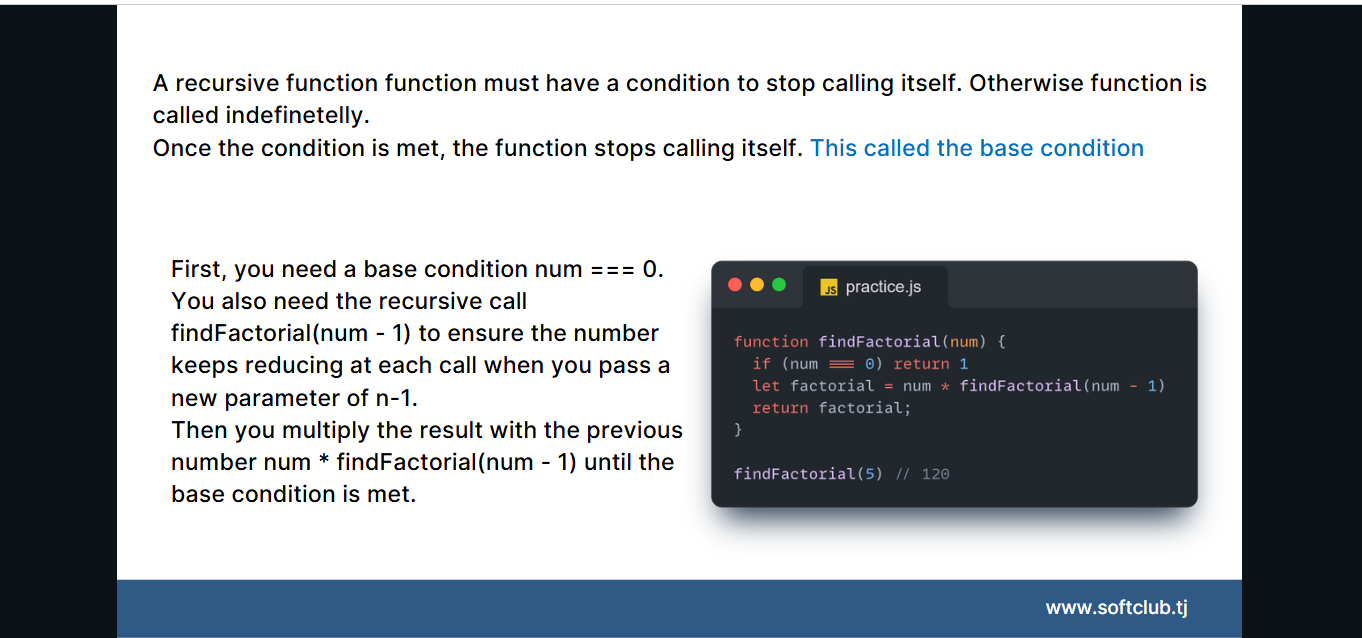 A recursive function function must have a condition to stop calling itself. Otherwise function is
called indefinetelly.
Once the condition is met, the function stops calling itself. This called the base condition
First, you need a base condition num === 0.
You also need the recursive call
findFactorial(num - 1) to ensure the number
keeps reducing at each call when you pass a
new parameter of n-1.
Then you multiply the result with the previous
number num * findFactorial(num - 1) until the
base condition is met.
JS practice.js
function findFactorial(num) {
if (num === 0) return 1
let factorial = num * findFactorial(num - 1)
return factorial;
}
findFactorial(5) // 120
www.softclub.tj